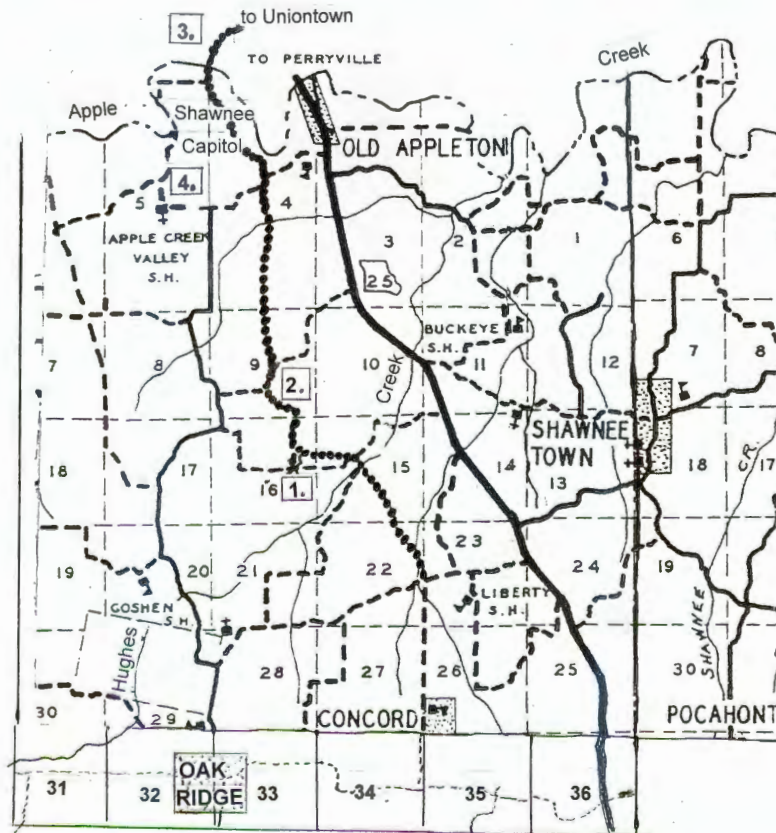 to Uniontown
3.
TO PERRYVILLE
Creek
Apple
Shawnee
Capitol
OLD APPLETON
4.
5
4
APPLE CREEK
VALLEY
S.H.
3
2
1
6
25
BUCKEYE
S.H.
7
8
9
10
Creek
11
12
7
8
2.
SHAWNEE
TOWN
18
17
16
1.
15
14
13
18
CR.
17
19
20
21
22
23
24
19
SHAWNEE
GOSHEN
S.H.
LIBERTY
S.H.
Hughes
28
27
26
25
30
30
29
CONCORD
POCAHONT
OAK
RIDGE
31
32
33
34
35
36